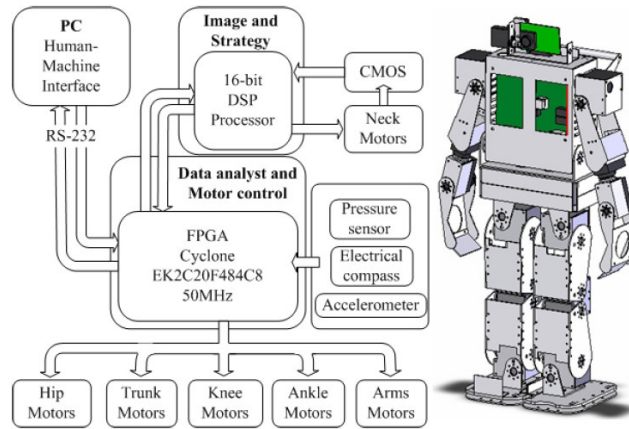 PC
Human-
Machine
Interface
RS-232
Image and
Strategy
16-bit
DSP
Processor
CMOS
Neck
Motors
Data analyst and
Motor control
FPGA
Cyclone
EK2C20F484C8
50MHz
Pressure
sensor
Electrical
compass
Accelerometer
Hip
Motors
Trunk
Motors
Knee
Motors
Ankle
Motors
Arms
Motors